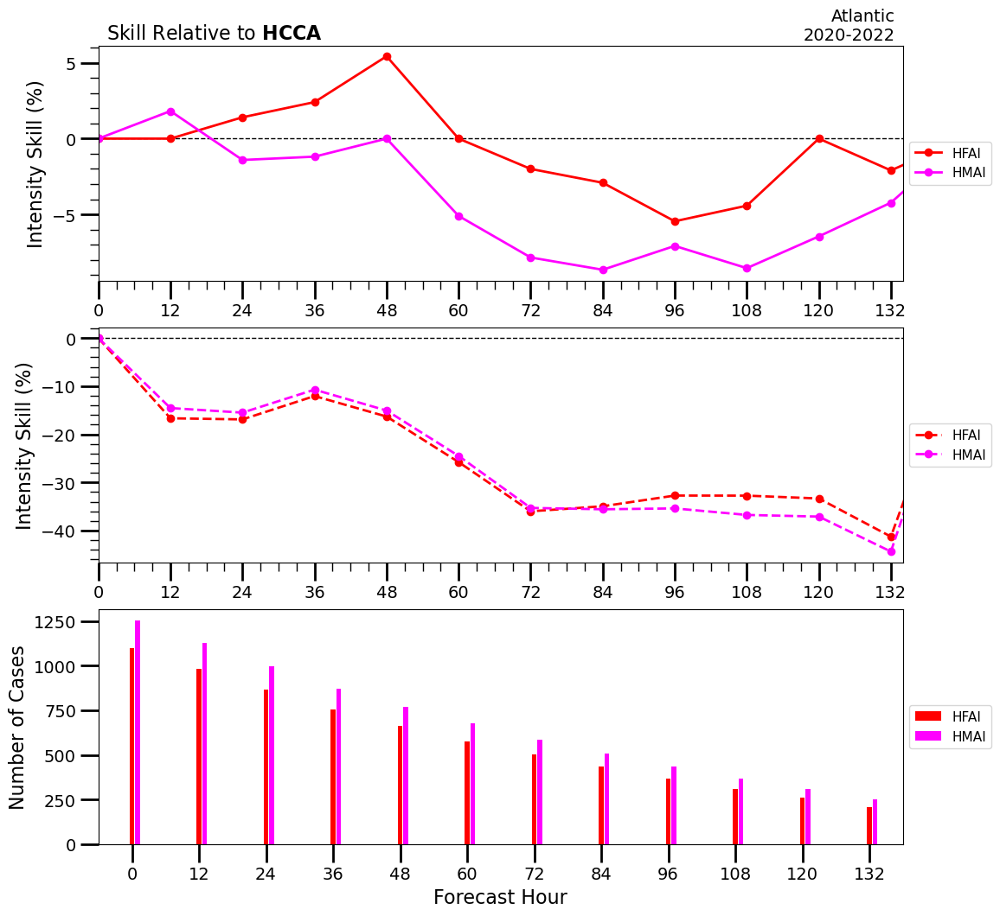 Skill Relative to HCCA
Atlantic
2020-2022
Intensity Skill (%)
5
0
−5
0 12 24 36 48 60 72 84 96 108 120 132
HFAI
HMAI
Intensity Skill (%)
0
−10
−20
−30
−40
0 12 24 36 48 60 72 84 96 108 120 132
HFAI
HMAI
Number of Cases
1250
1000
750
500
250
0
0 12 24 36 48 60 72 84 96 108 120 132
HFAI
HMAI
Forecast Hour